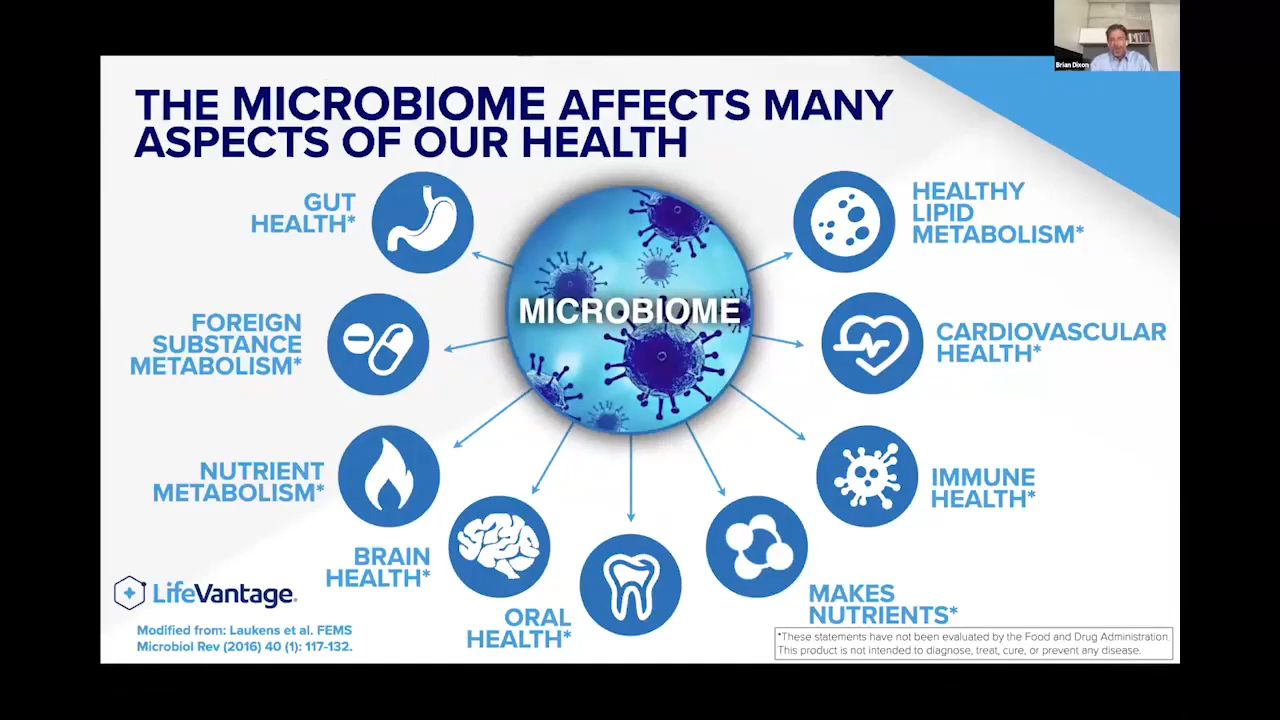 Brian Dixon
THE MICROBIOME AFFECTS MANY
ASPECTS OF OUR HEALTH
GUT
HEALTH*
FOREIGN
SUBSTANCE
METABOLISM*
NUTRIENT
METABOLISM*
BRAIN
HEALTH*
ORAL
HEALTH*
MICROBIOME
HEALTHY
LIPID
METABOLISM*
CARDIOVASCULAR
HEALTH*
IMMUNE
HEALTH*
MAKES
NUTRIENTS*
LifeVantage®
Modified from: Laukens et al. FEMS
Microbiol Rev (2016) 40 (1): 117-132.
*These statements have not been evaluated by the Food and Drug Administration.
This product is not intended to diagnose, treat, cure, or prevent any disease.